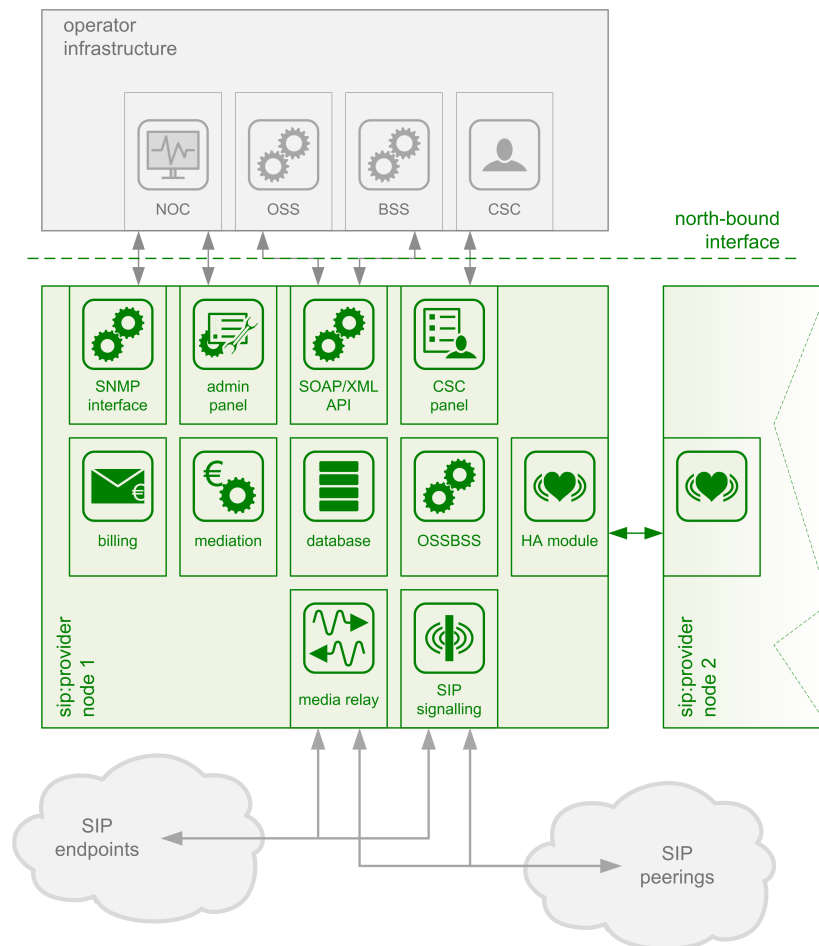 operator
infrastructure
NOC
OSS
BSS
CSC
north-bound
interface
SNMP
interface
admin
panel
SOAP/XML
API
CSC
panel
€
billing
€
mediation
database
OSSBSS
HA module
media relay
SIP
signalling
sip:provider
node 1
sip:provider
node 2
SIP
endpoints
SIP
peerings